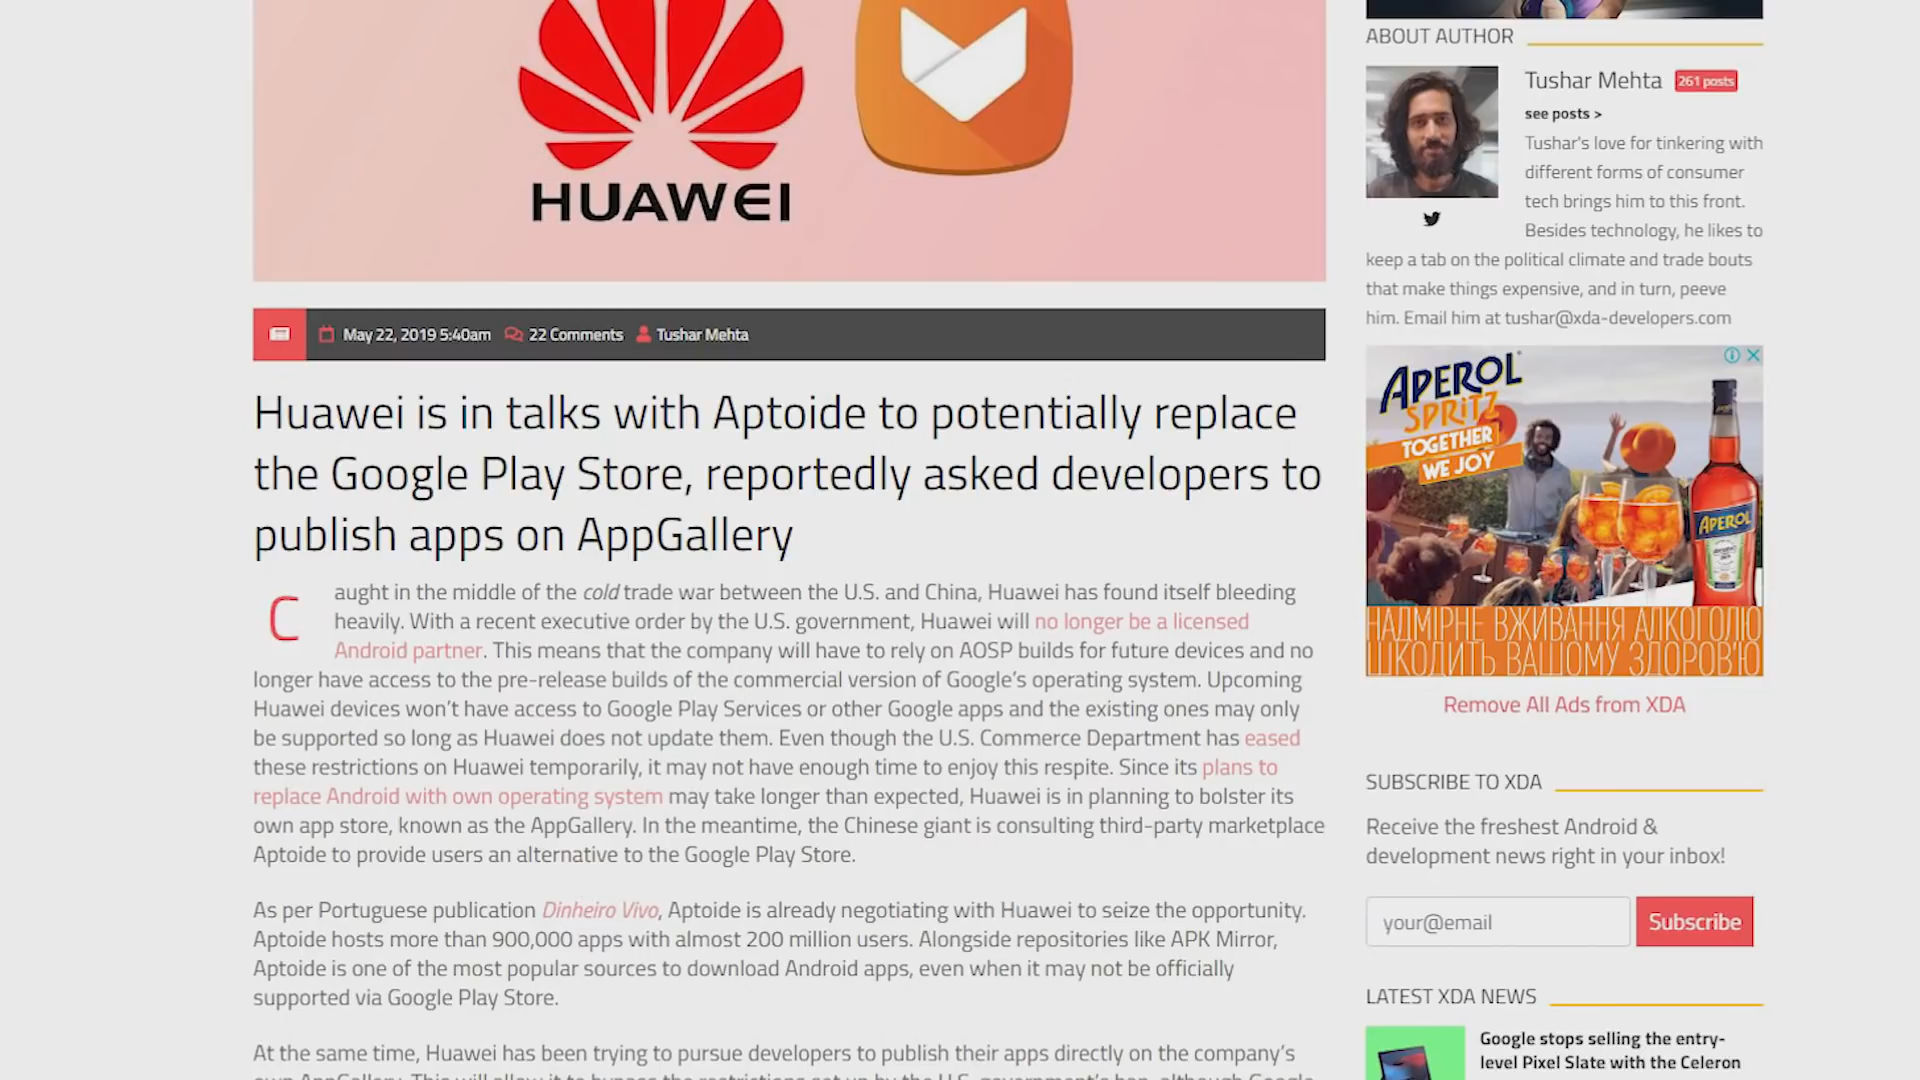 HUAWEI
May 22, 2019 5:40am 22 Comments Tushar Mehta
Huawei is in talks with Aptoide to potentially replace
the Google Play Store, reportedly asked developers to
publish apps on AppGallery
Caught in the middle of the cold trade war between the U.S. and China, Huawei has found itself bleeding
heavily. With a recent executive order by the U.S. government, Huawei will no longer be a licensed
Android partner. This means that the company will have to rely on AOSP builds for future devices and no
longer have access to the pre-release builds of the commercial version of Google's operating system. Upcoming
Huawei devices won't have access to Google Play Services or other Google apps and the existing ones may only
be supported so long as Huawei does not update them. Even though the U.S. Commerce Department has eased
these restrictions on Huawei temporarily, it may not have enough time to enjoy this respite. Since its plans to
replace Android with own operating system may take longer than expected, Huawei is in planning to bolster its
own app store, known as the AppGallery. In the meantime, the Chinese giant is consulting third-party marketplace
Aptoide to provide users an alternative to the Google Play Store.
As per Portuguese publication Dinheiro Vivo, Aptoide is already negotiating with Huawei to seize the opportunity.
Aptoide hosts more than 900,000 apps with almost 200 million users. Alongside repositories like APK Mirror,
Aptoide is one of the most popular sources to download Android apps, even when it may not be officially
supported via Google Play Store.
At the same time, Huawei has been trying to pursue developers to publish their apps directly on the company's
own AppGallery. This will allow it to bypass the restrictions set up by the U.S. government's ban, although Google
ABOUT AUTHOR
Tushar Mehta 261 posts
see posts >
Tushar's love for tinkering with
different forms of consumer
tech brings him to this front.
Besides technology, he likes to
keep a tab on the political climate and trade bouts
that make things expensive, and in turn, peeve
him. Email him at tushar@xda-developers.com
APEROL
SPRITZ
TOGETHER
WE JOY
APEROL
НАДМІРНЕ ВЖИВАННЯ АЛКОГОЛЮ
ШКОДИТЬ ВАШОМУ ЗДОРОВ'Ю
Remove All Ads from XDA
SUBSCRIBE TO XDA
Receive the freshest Android &
development news right in your inbox!
your@email Subscribe
LATEST XDA NEWS
Google stops selling the entry-
level Pixel Slate with the Celeron